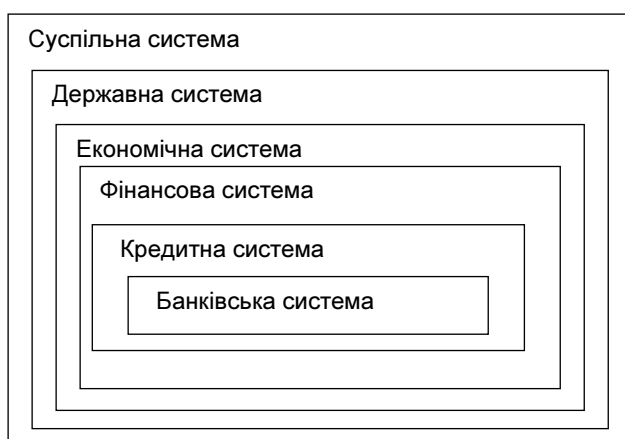 Суспільна система
Державна система
Економічна система
Фінансова система
Кредитна система
Банківська система